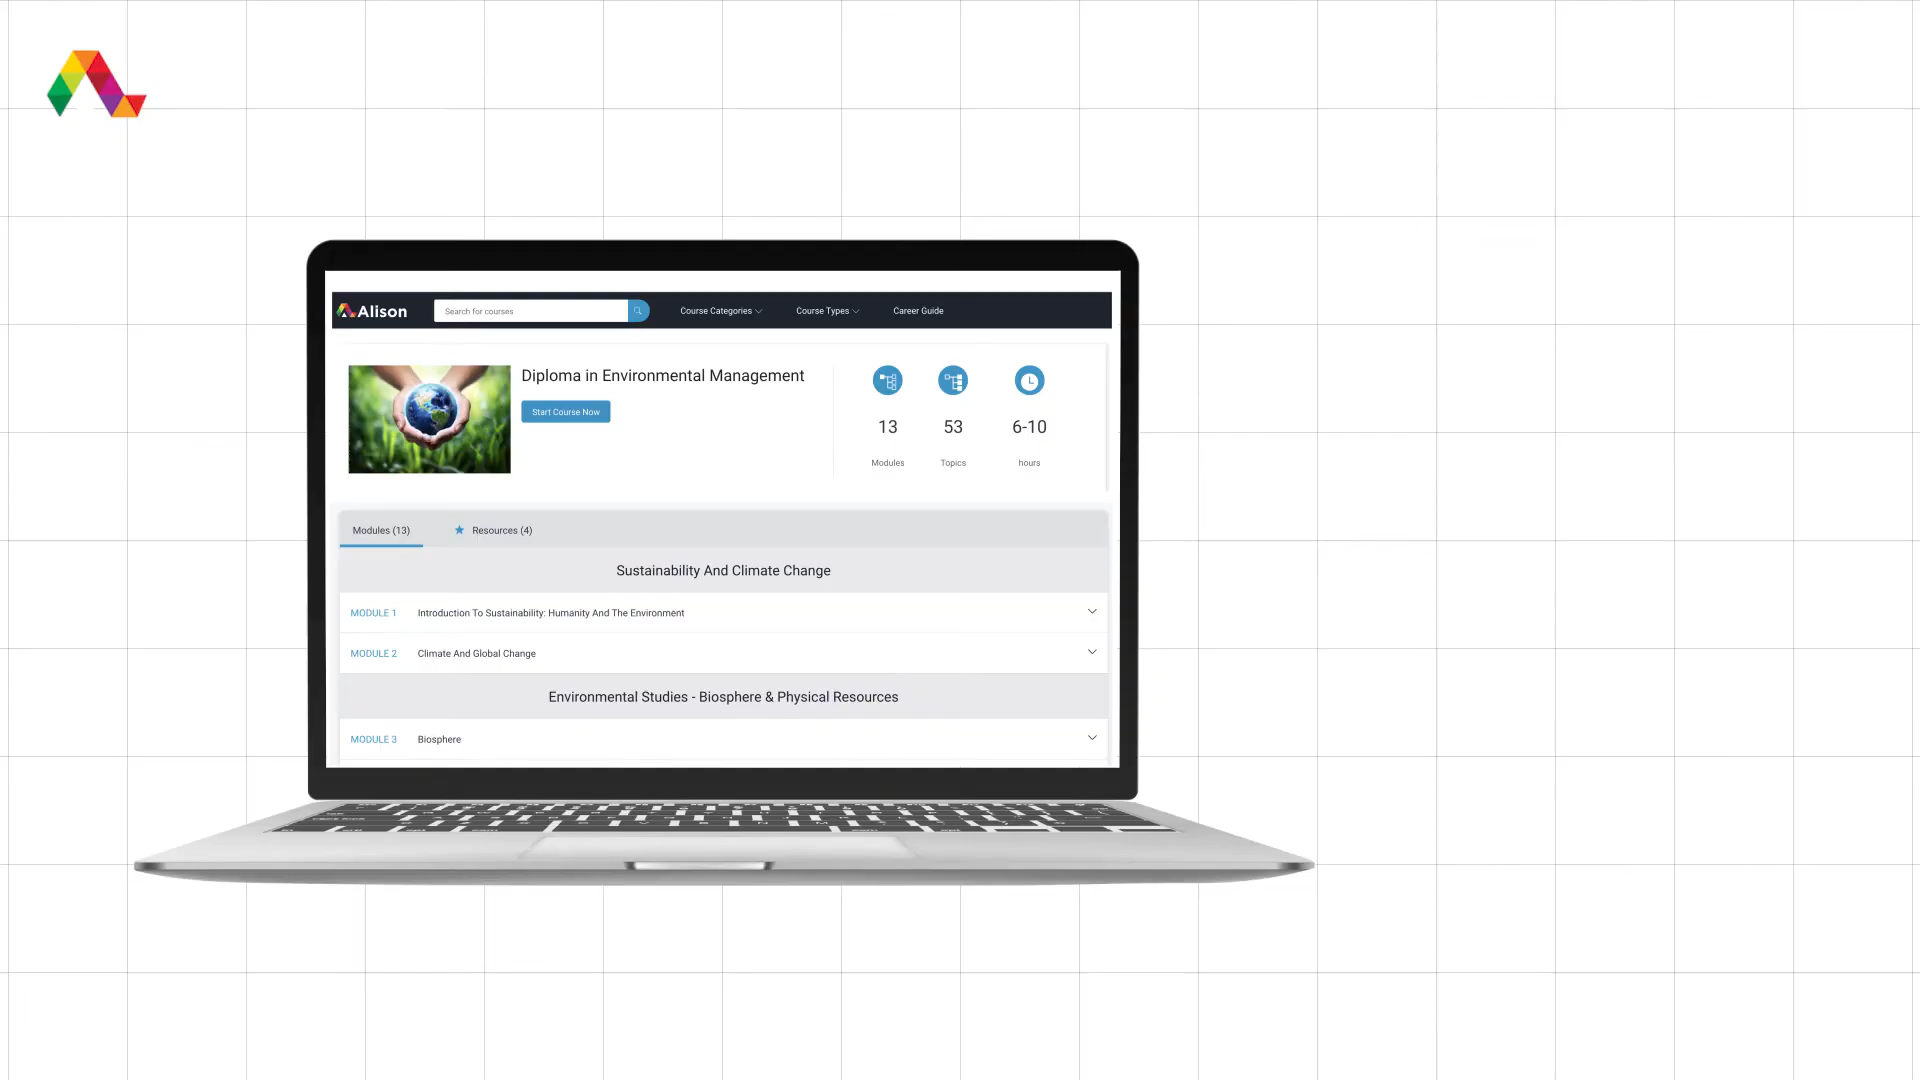 Alison
Search for courses
Course Categories
Course Types
Career Guide
Diploma in Environmental Management
Start Course Now
13
53
6-10
Modules
Topics
hours
Modules (13)
Resources (4)
Sustainability And Climate Change
MODULE 1 Introduction To Sustainability: Humanity And The Environment
MODULE 2 Climate And Global Change
Environmental Studies - Biosphere & Physical Resources
MODULE 3 Biosphere